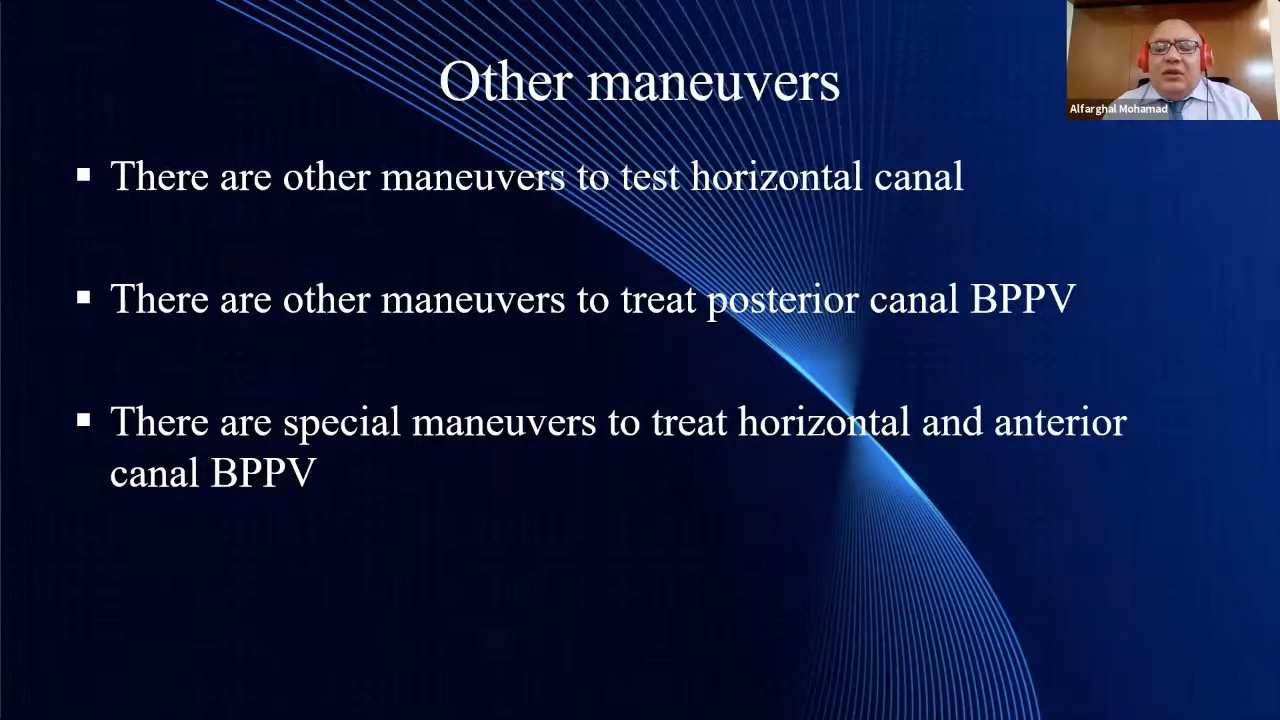 Other maneuvers
Alfarghal Mohamad
▪ There are other maneuvers to test horizontal canal
▪ There are other maneuvers to treat posterior canal BPPV
▪ There are special maneuvers to treat horizontal and anterior
canal BPPV